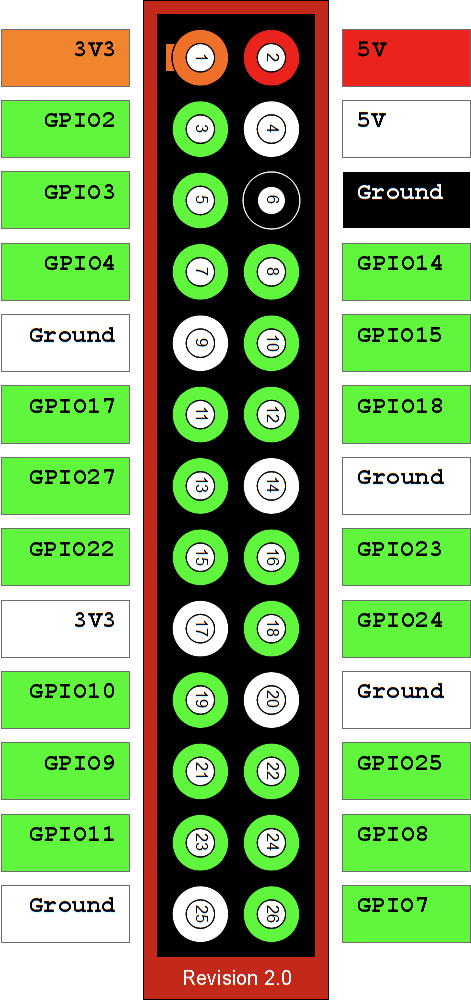 3V3 1 2 5V
GPIO2 3 4 5V
GPIO3 5 6 Ground
GPIO4 7 8 GPIO14
Ground 9 10 GPIO15
GPIO17 11 12 GPIO18
GPIO27 13 14 Ground
GPIO22 15 16 GPIO23
3V3 17 18 GPIO24
GPIO10 19 20 Ground
GPIO9 21 22 GPIO25
GPIO11 23 24 GPIO8
Ground 25 26 GPIO7
Revision 2.0